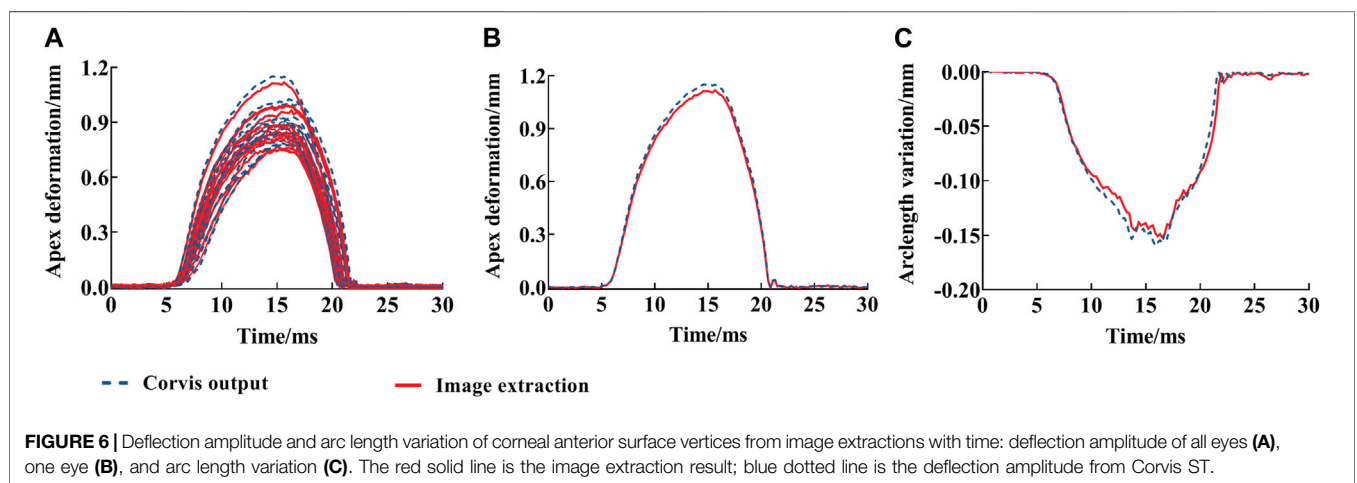 A
B
C
Apex deformation/mm
1.2
0.9
0.6
0.3
0.0
0 5 10 15 20 25 30
Time/ms
Apex deformation/mm
1.2
0.9
0.6
0.3
0.0
0 5 10 15 20 25 30
Time/ms
Arclength variation/mm
0.00
-0.05
-0.10
-0.15
-0.20
0 5 10 15 20 25 30
Time/ms
Corvis output
Image extraction
FIGURE 6 | Deflection amplitude and arc length variation of corneal anterior surface vertices from image extractions with time: deflection amplitude of all eyes (A),
one eye (B), and arc length variation (C). The red solid line is the image extraction result; blue dotted line is the deflection amplitude from Corvis ST.